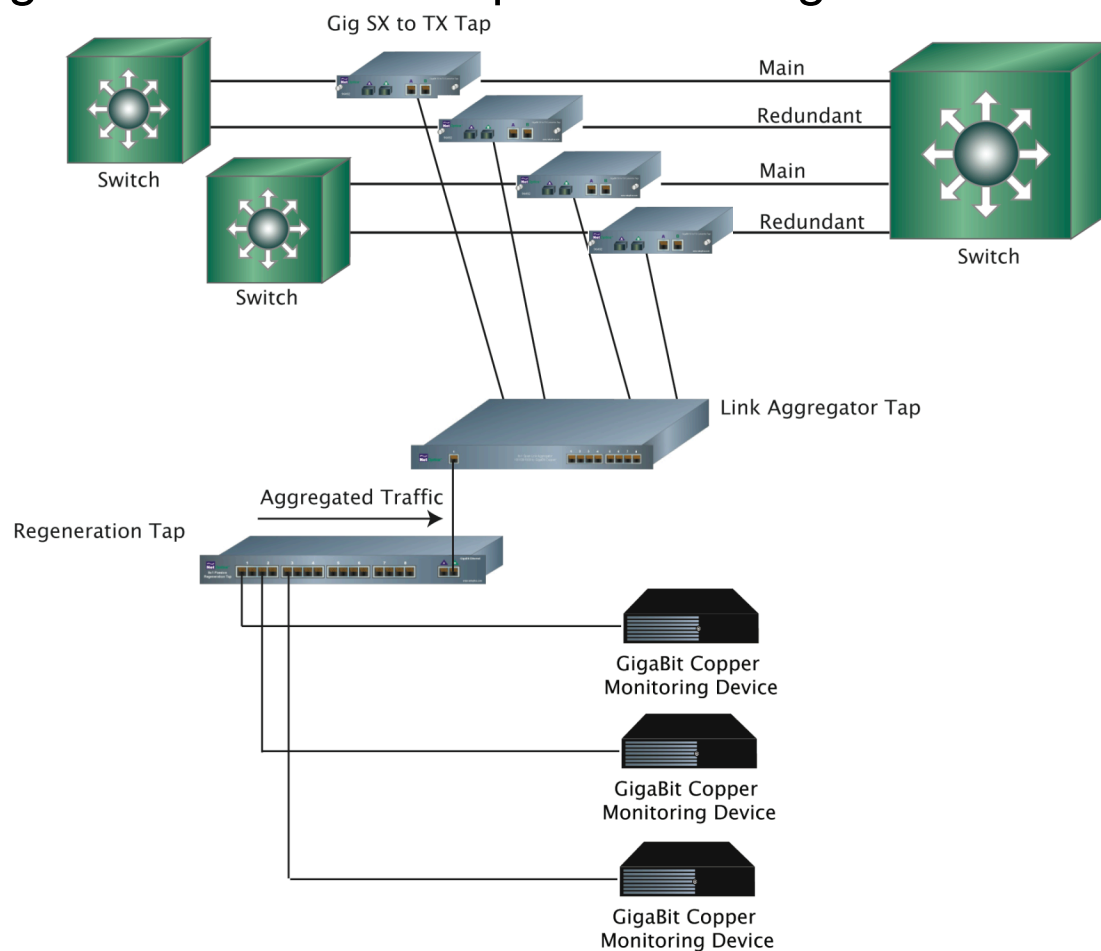 Gig SX to TX Tap
Main
Redundant
Main
Redundant
Switch
Switch
Switch
Link Aggregator Tap
Aggregated Traffic
Regeneration Tap
GigaBit Copper
Monitoring Device
GigaBit Copper
Monitoring Device
GigaBit Copper
Monitoring Device